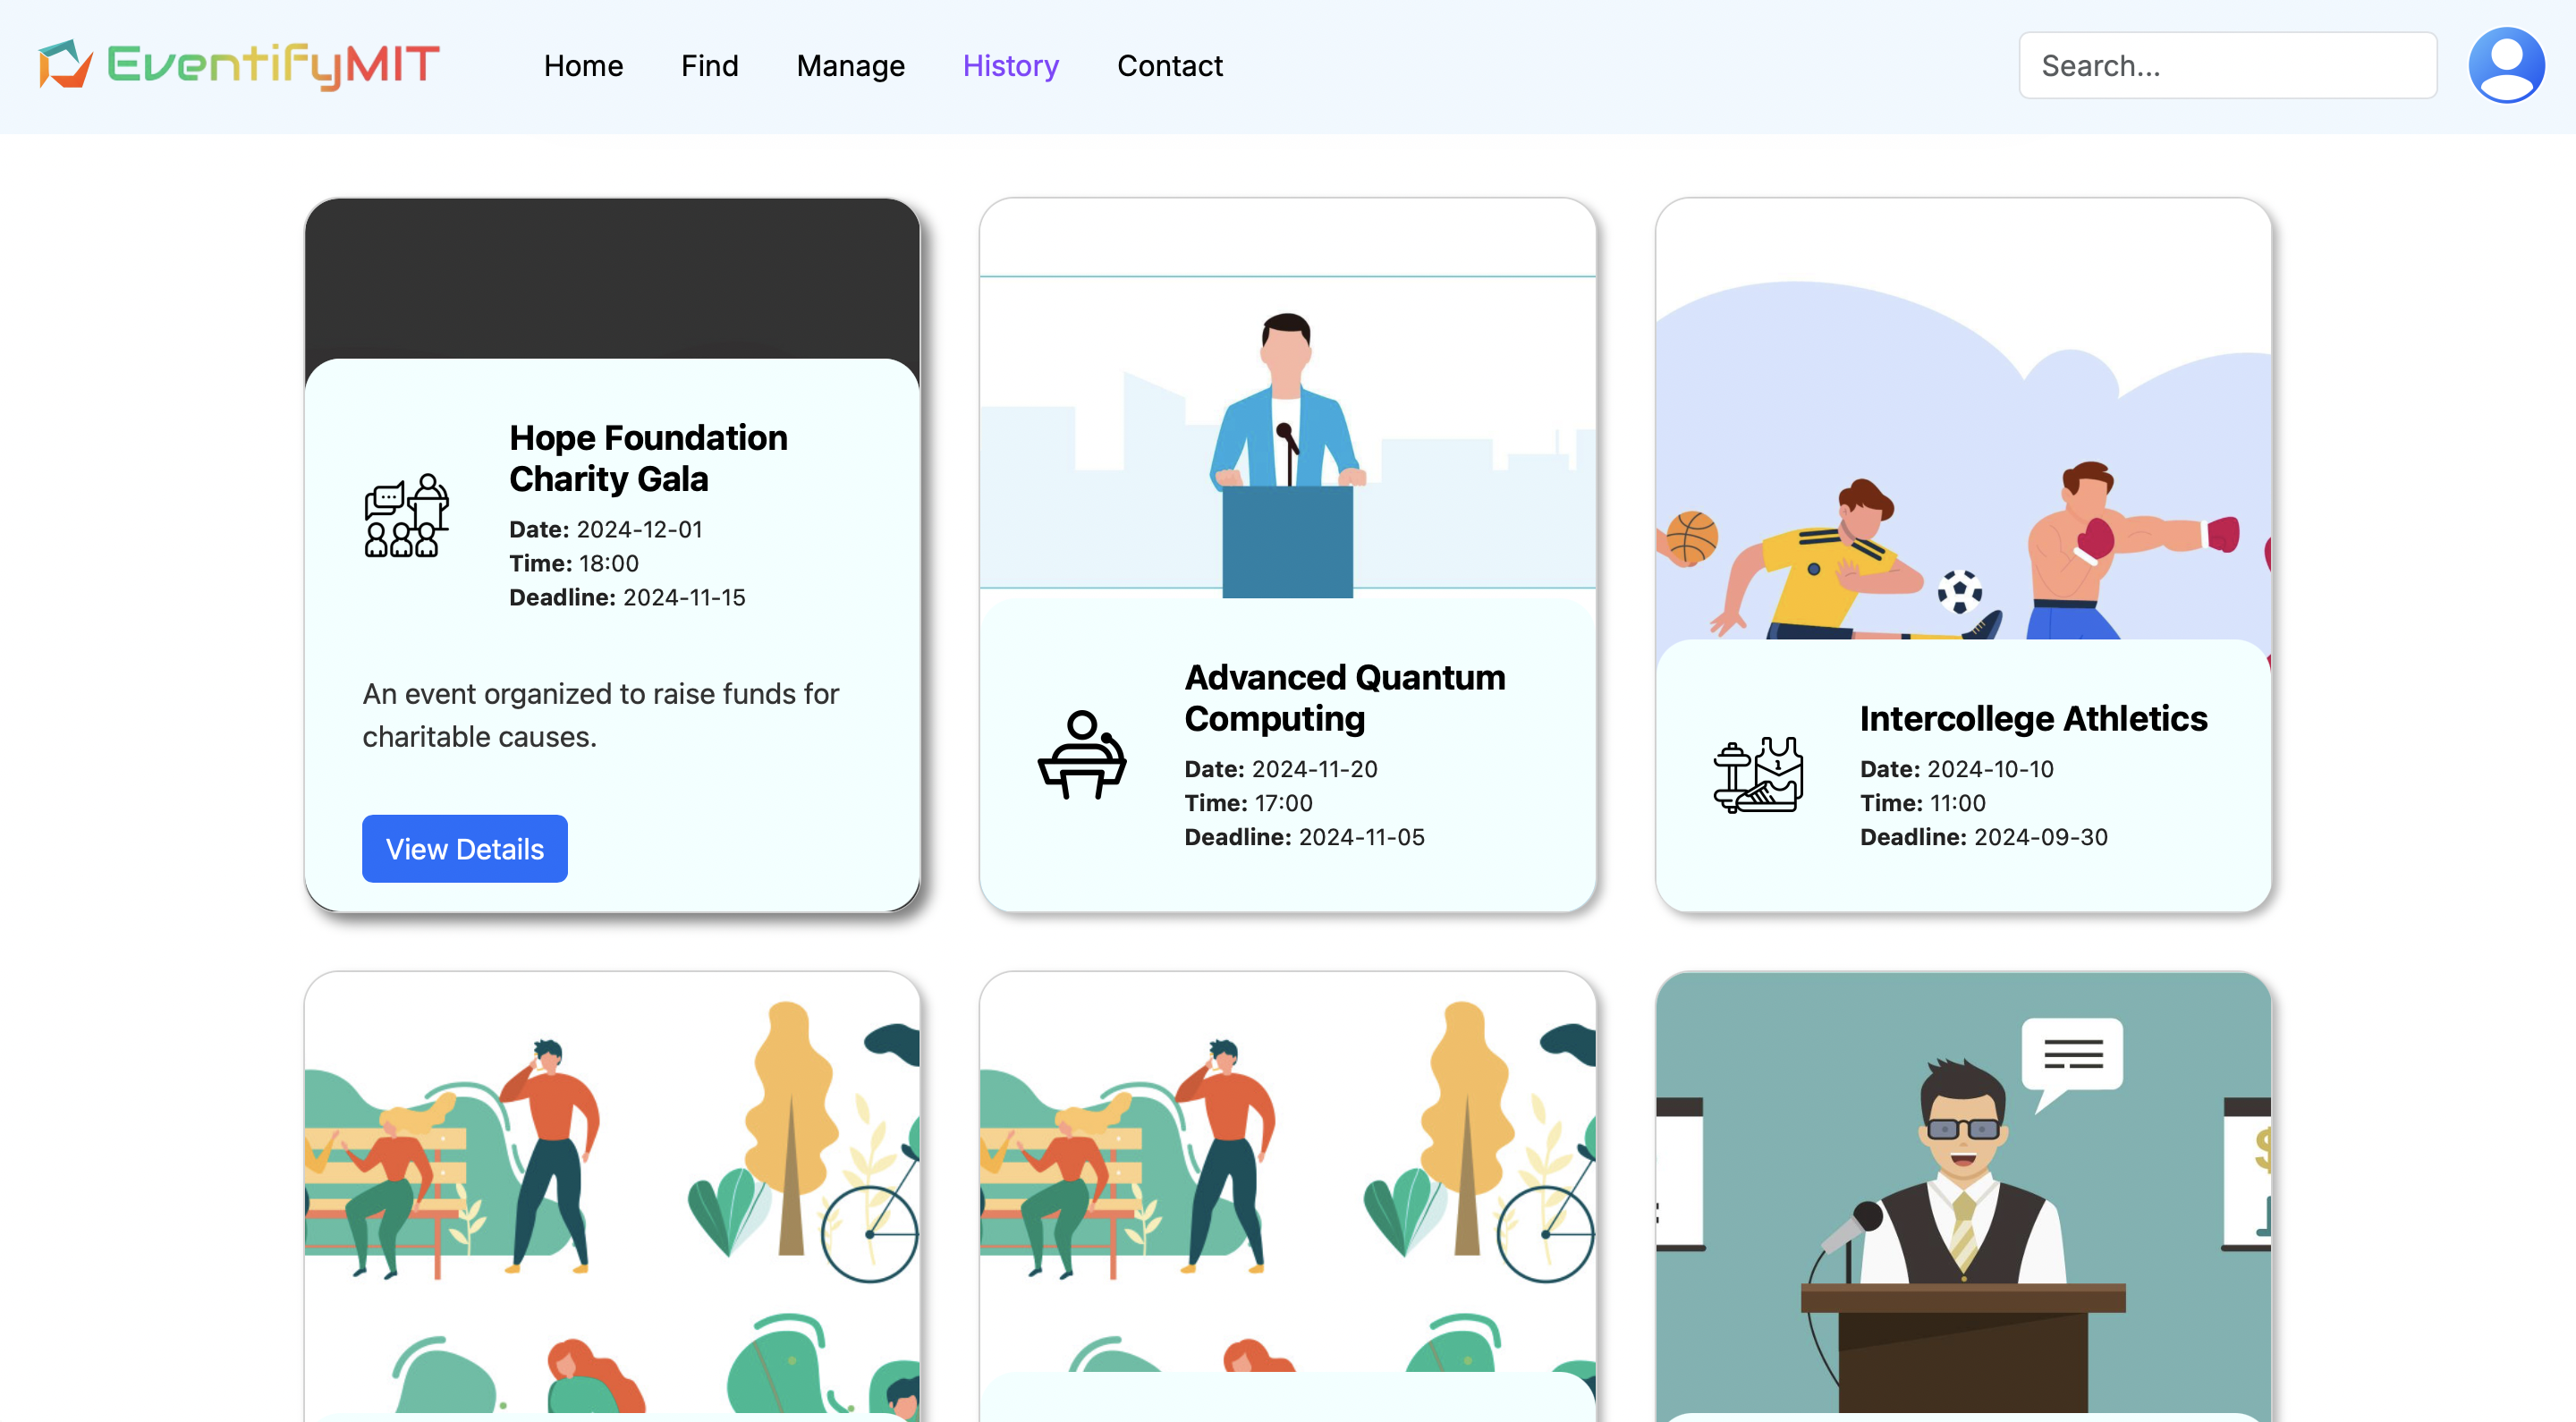 EventifyMIT
Home Find Manage History Contact
Search...
Hope Foundation
Charity Gala
Date: 2024-12-01
Time: 18:00
Deadline: 2024-11-15
An event organized to raise funds for
charitable causes.
View Details
Advanced Quantum
Computing
Date: 2024-11-20
Time: 17:00
Deadline: 2024-11-05
1
Intercollege Athletics
Date: 2024-10-10
Time: 11:00
Deadline: 2024-09-30
$